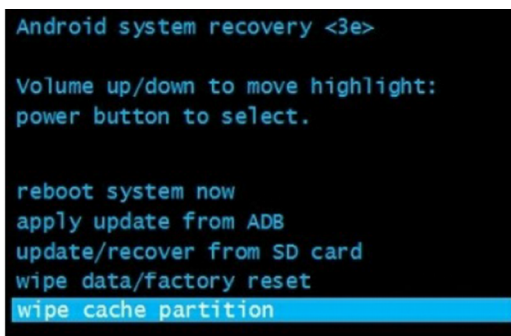 Android system recovery <3e>
Volume up/down to move highlight:
power button to select.
reboot system now
apply update from ADB
update/recover from SD card
wipe data/factory reset
wipe cache partition